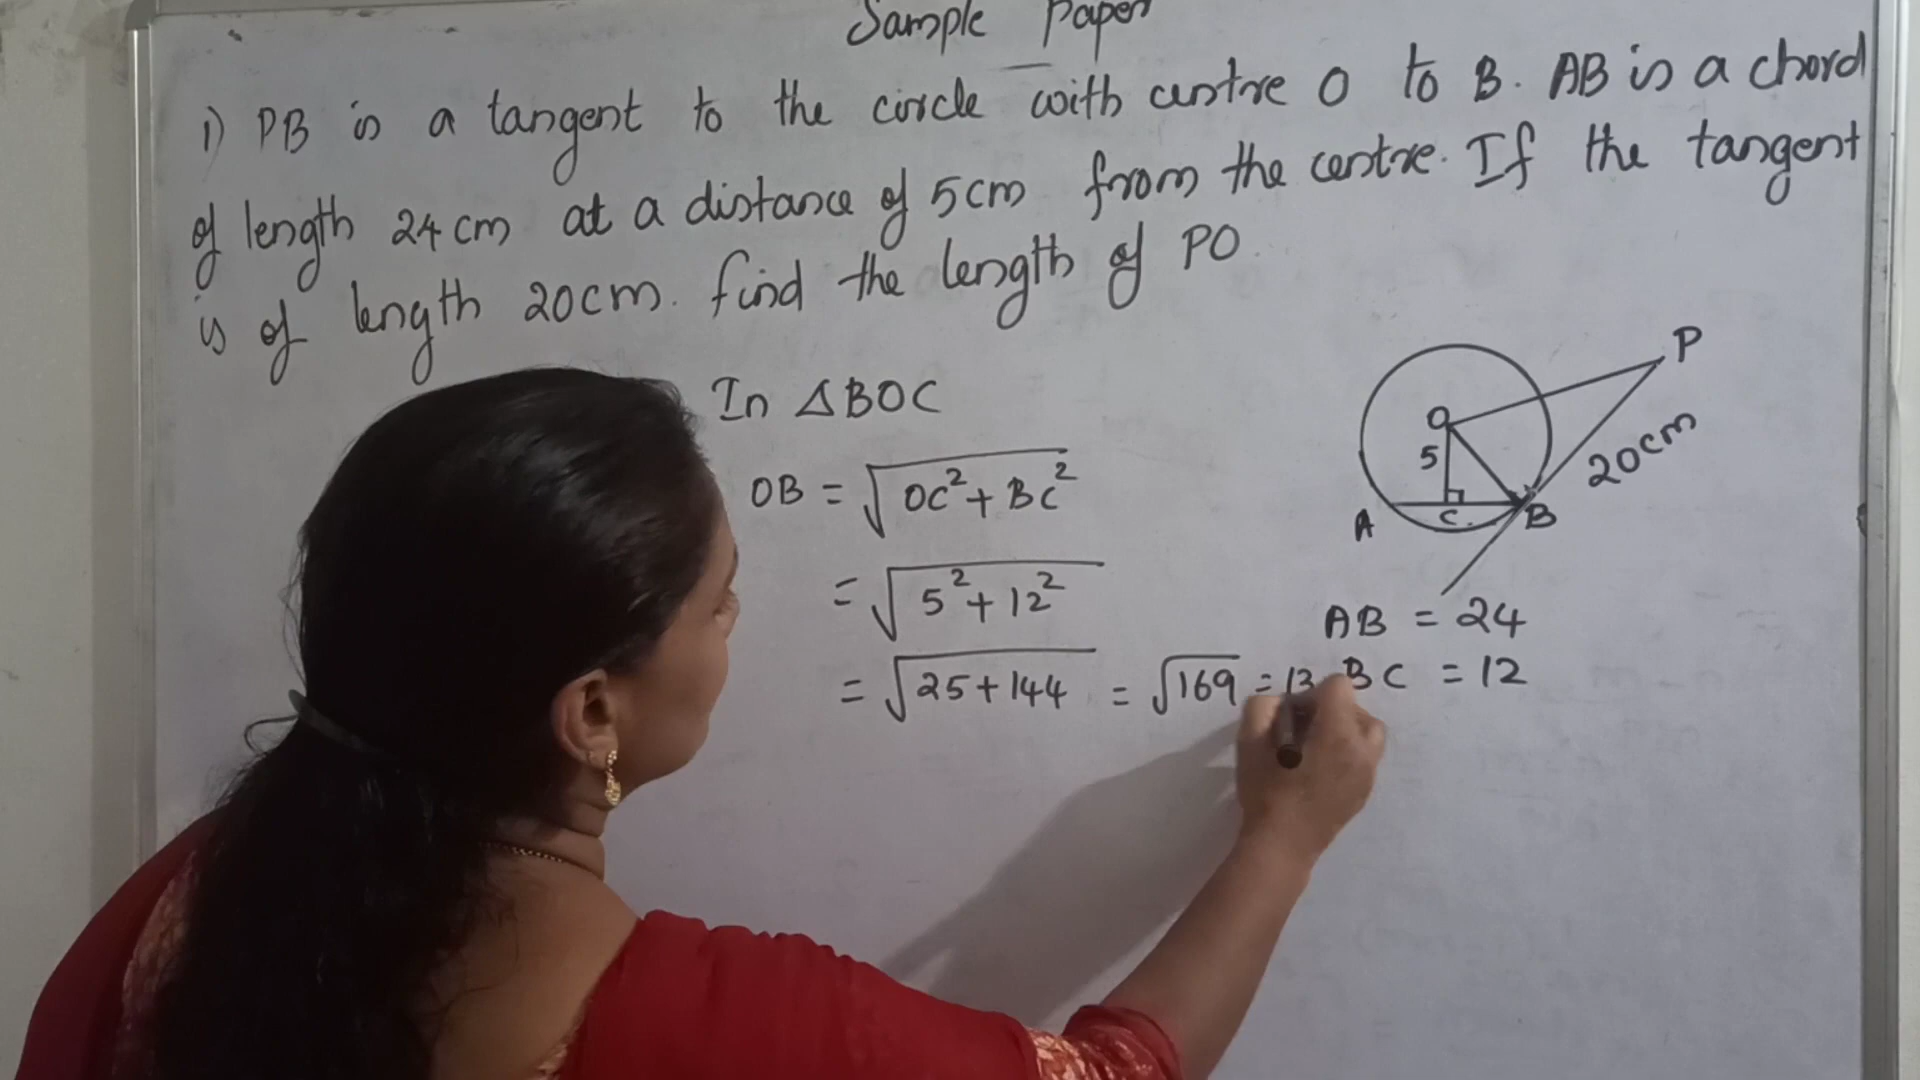 Sample Paper
1) PB is a tangent to the circle with centre O to B. AB is a chord
of length 24 cm at a distance of 5cm from the centre. If the tangent
is of length 20cm. find the length of PO.
In △BOC
OB = √OC²+BC²
= √5²+12²
= √25+144 = √169 = 13
P
O
5
20cm
A
C
B
AB = 24
BC = 12